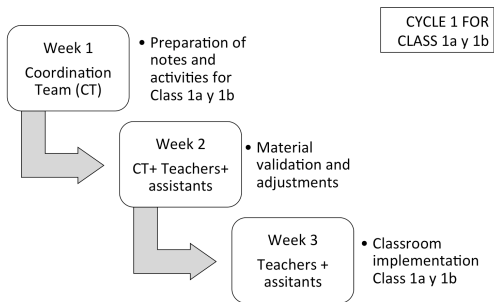 CYCLE 1 FOR
CLASS 1a y 1b
Week 1
Coordination
Team (CT)
• Preparation of
notes and
activities for
Class 1a y 1b
Week 2
CT+ Teachers+
assistants
• Material
validation and
adjustments
Week 3
Teachers +
assitants
• Classroom
implementation
Class 1a y 1b